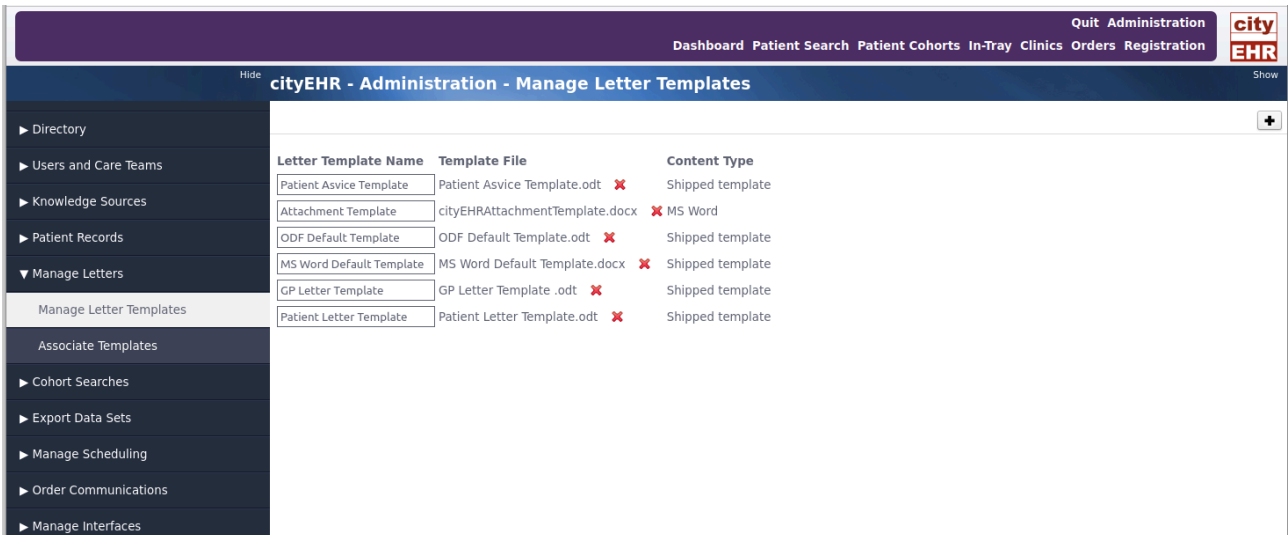 Quit Administration
Dashboard Patient Search Patient Cohorts In-Tray Clinics Orders Registration
city
EHR
Hide
cityEHR - Administration - Manage Letter Templates
Show
Directory
Users and Care Teams
Knowledge Sources
Patient Records
Manage Letters
Manage Letter Templates
Associate Templates
Cohort Searches
Export Data Sets
Manage Scheduling
Order Communications
Manage Interfaces
Letter Template Name Template File Content Type
Patient Asvice Template Patient Asvice Template.odt Shipped template
Attachment Template cityEHRAttachmentTemplate.docx MS Word
ODF Default Template ODF Default Template.odt Shipped template
MS Word Default Template MS Word Default Template.docx Shipped template
GP Letter Template GP Letter Template .odt Shipped template
Patient Letter Template Patient Letter Template.odt Shipped template